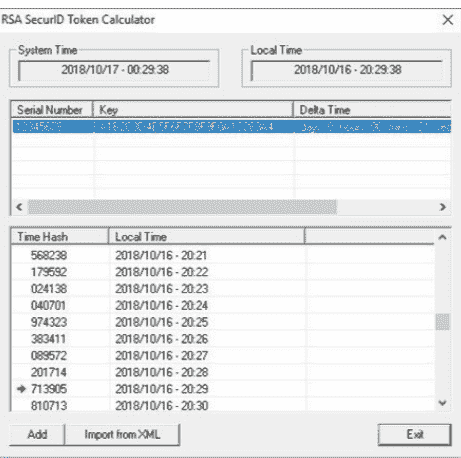 RSA SecurID Token Calculator
System Time
2018/10/17 - 00:29:38
Local Time
2018/10/16 - 20:29:38
Serial Number Key Delta Time
Time Hash Local Time
568238 2018/10/16 - 20:21
179592 2018/10/16 - 20:22
024138 2018/10/16 - 20:23
040701 2018/10/16 - 20:24
974323 2018/10/16 - 20:25
383411 2018/10/16 - 20:26
089572 2018/10/16 - 20:27
201714 2018/10/16 - 20:28
713905 2018/10/16 - 20:29
810713 2018/10/16 - 20:30
Add Import from XML Exit